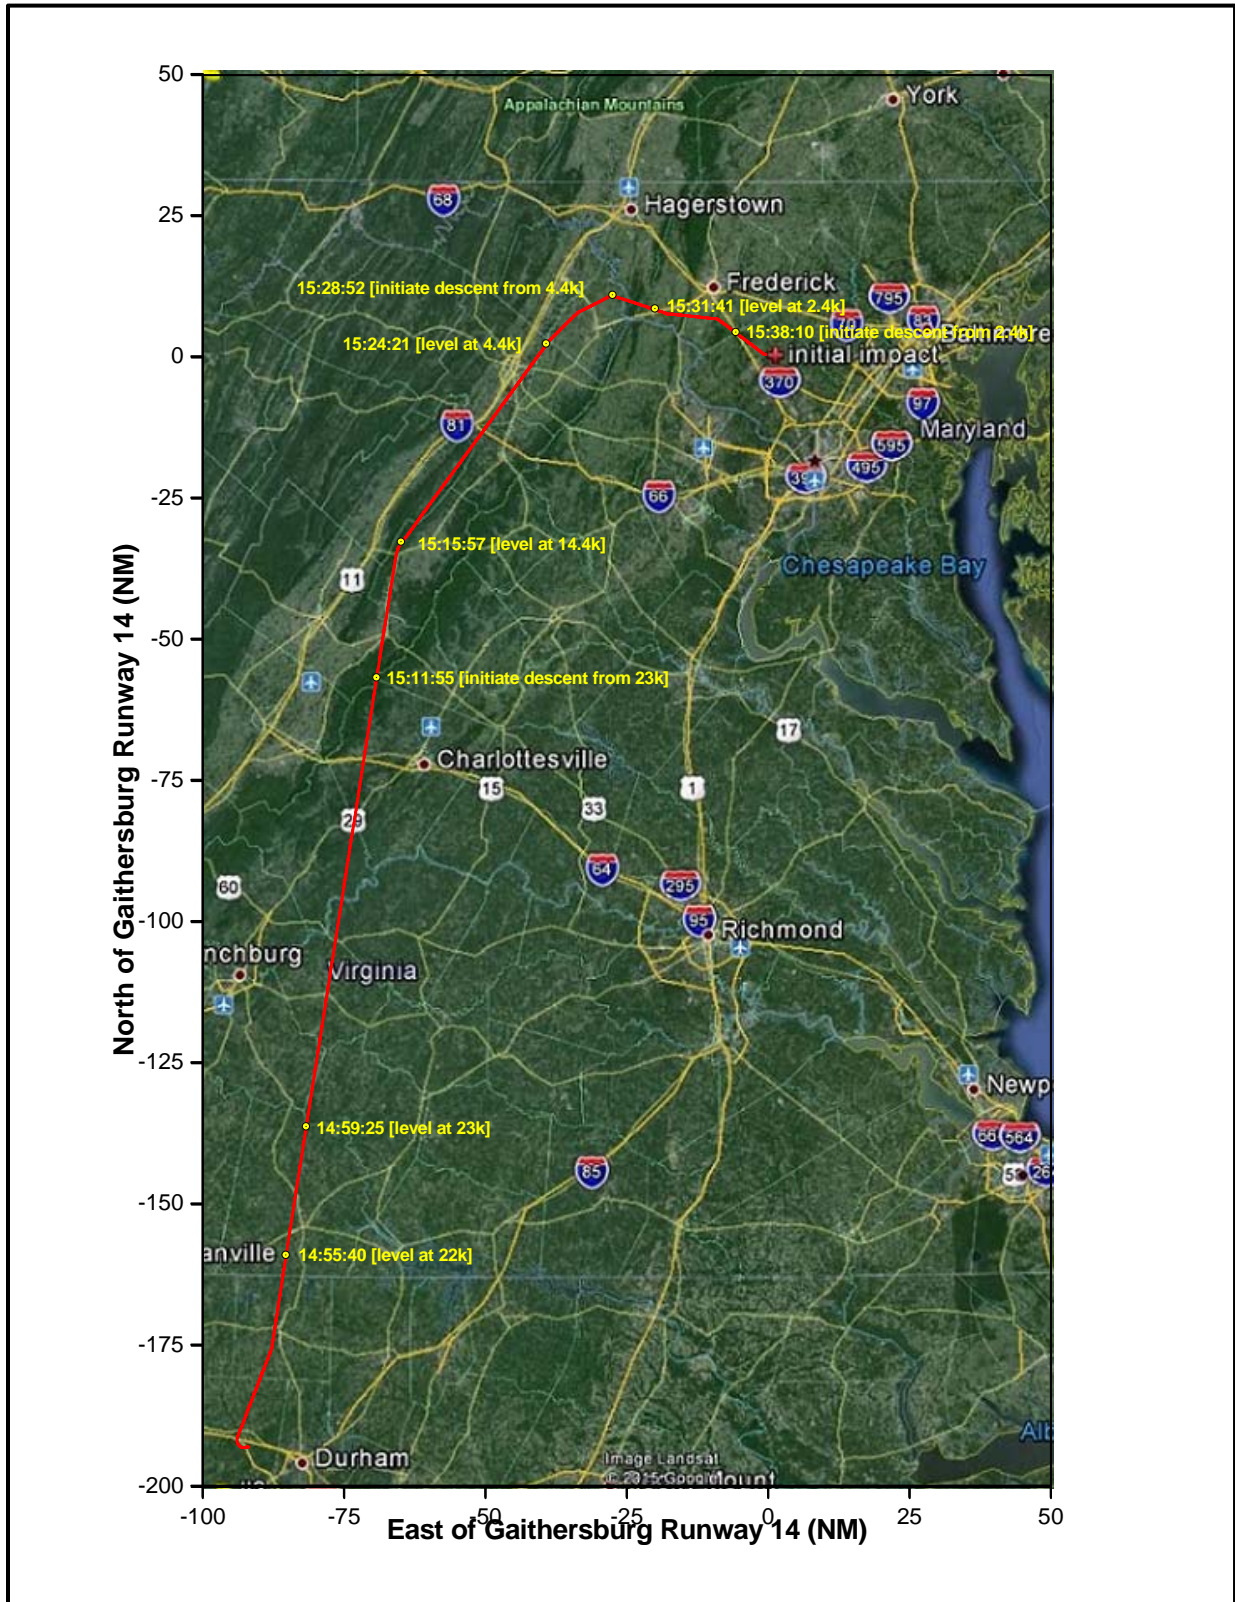 50
Appalachian Mountains
York
68
25
Hagerstown
Frederick
15:28:52 [initiate descent from 4.4k]
795
15:31:41 [level at 2.4k]
70
83
15:38:10 [initiate descent from 2.4k]
15:24:21 [level at 4.4k]
0
initial impact
370
97
81
Maryland
595
495
66
-25
15:15:57 [level at 14.4k]
Chesapeake Bay
11
-50
15:11:55 [initiate descent from 23k]
17
Charlottesville
-75
15
1
33
29
64
295
60
-100
95
Richmond
nchburg
Virginia
-125
Newp
14:59:25 [level at 23k]
564
85
-150
anville
14:55:40 [level at 22k]
-175
Alb
Durham
Image Landsat
© 2015 Google
ount
-200
-100
-75
-50
-25
0
25
50
East of Gaithersburg Runway 14 (NM)
North of Gaithersburg Runway 14 (NM)